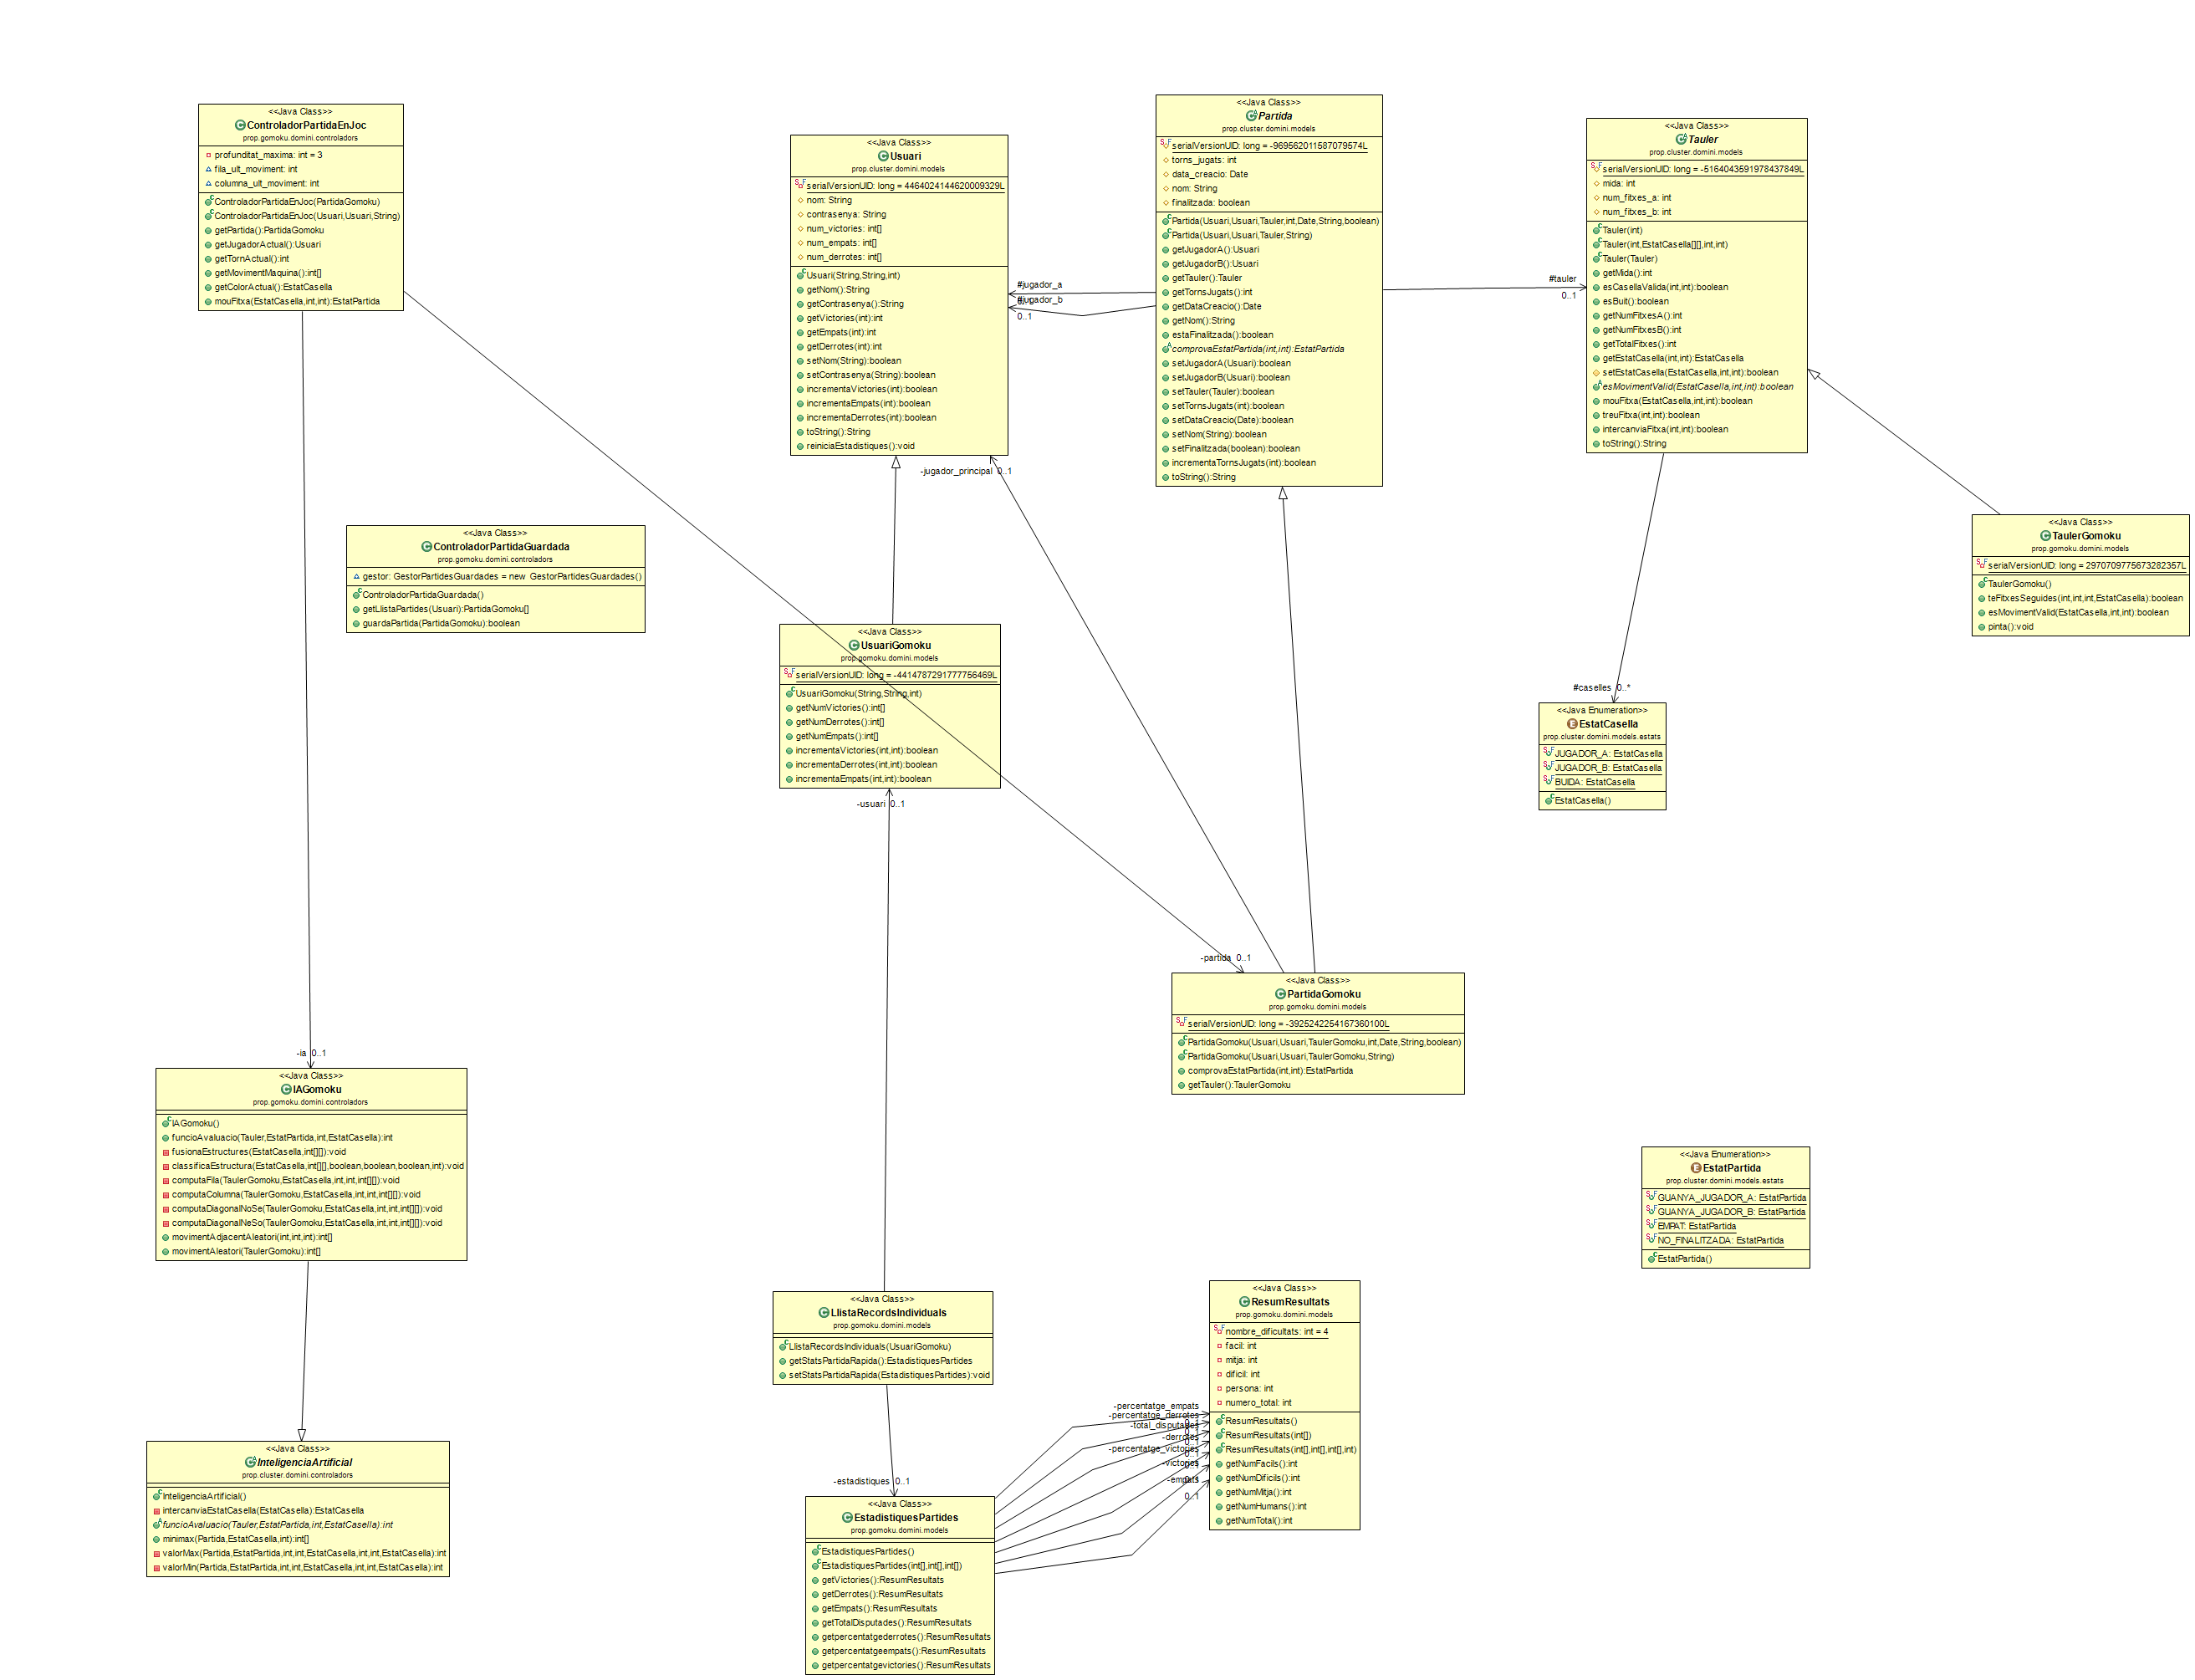 <<Java Class>>
ControladorPartidaEnJoc
prop.gomoku.domini.controladors
profunditat_maxima: int = 3
fila_ult_moviment: int
columna_ult_moviment: int
ControladorPartidaEnJoc(PartidaGomoku)
ControladorPartidaEnJoc(Usuari,Usuari,String)
getPartida():PartidaGomoku
getJugadorActual():Usuari
getTornActual():int
getMovimentMaquina():int[]
getColorActual():EstatCasella
mouFitxa(EstatCasella,int,int):EstatPartida
<<Java Class>>
Usuari
prop.cluster.domini.models
serialVersionUID: long = 4464024144620009329L
nom: String
contrasenya: String
num_victories: int[]
num_empats: int[]
num_derrotes: int[]
Usuari(String,String,int)
getNom():String
getContrasenya():String
getVictories(int):int
getEmpats(int):int
getDerrotes(int):int
setNom(String):boolean
setContrasenya(String):boolean
incrementaVictories(int):boolean
incrementaEmpats(int):boolean
incrementaDerrotes(int):boolean
toString():String
reiniciaEstadistiques():void
<<Java Class>>
Partida
prop.cluster.domini.models
serialVersionUID: long = -969562011587079574L
torns_jugats: int
data_creacio: Date
nom: String
finalitzada: boolean
Partida(Usuari,Usuari,Tauler,int,Date,String,boolean)
Partida(Usuari,Usuari,Tauler,String)
getJugadorA():Usuari
getJugadorB():Usuari
getTauler():Tauler
getTornsJugats():int
getDataCreacio():Date
getNom():String
estaFinalitzada():boolean
comprovaEstatPartida(int,int):EstatPartida
setJugadorA(Usuari):boolean
setJugadorB(Usuari):boolean
setTauler(Tauler):boolean
setTornsJugats(int):boolean
setDataCreacio(Date):boolean
setNom(String):boolean
setFinalitzada(boolean):boolean
incrementaTornsJugats(int):boolean
toString():String
<<Java Class>>
Tauler
prop.cluster.domini.models
serialVersionUID: long = -5164043591978437849L
mida: int
num_fitxes_a: int
num_fitxes_b: int
Tauler(int)
Tauler(int,EstatCasella[][],int,int)
Tauler(Tauler)
getMida():int
esCasellaValida(int,int):boolean
esBuit():boolean
getNumFitxesA():int
getNumFitxesB():int
getTotalFitxes():int
getEstatCasella(int,int):EstatCasella
setEstatCasella(EstatCasella,int,int):boolean
esMovimentValid(EstatCasella,int,int):boolean
mouFitxa(EstatCasella,int,int):boolean
treuFitxa(int,int):boolean
intercanviaFitxa(int,int):boolean
toString():String
#jugador_a
#jugador_b
0..1
#tauler
0..1
-jugador_principal 0..1
<<Java Class>>
ControladorPartidaGuardada
prop.gomoku.domini.controladors
gestor: GestorPartidesGuardades = new GestorPartidesGuardades()
ControladorPartidaGuardada()
getLlistaPartides(Usuari):PartidaGomoku[]
guardaPartida(PartidaGomoku):boolean
<<Java Class>>
TaulerGomoku
prop.gomoku.domini.models
serialVersionUID: long = 2970709775673282357L
TaulerGomoku()
teFitxesSeguides(int,int,int,EstatCasella):boolean
esMovimentValid(EstatCasella,int,int):boolean
pinta():void
<<Java Class>>
UsuariGomoku
prop.gomoku.domini.models
serialVersionUID: long = -4414787291777756469L
UsuariGomoku(String,String,int)
getNumVictories():int[]
getNumDerrotes():int[]
getNumEmpats():int[]
incrementaVictories(int,int):boolean
incrementaDerrotes(int,int):boolean
incrementaEmpats(int,int):boolean
-usuari 0..1
#caselles 0..*
<<Java Enumeration>>
EstatCasella
prop.cluster.domini.models.estats
JUGADOR_A: EstatCasella
JUGADOR_B: EstatCasella
BUIDA: EstatCasella
EstatCasella()
-partida 0..1
<<Java Class>>
PartidaGomoku
prop.gomoku.domini.models
serialVersionUID: long = -3925242254167360100L
PartidaGomoku(Usuari,Usuari,TaulerGomoku,int,Date,String,boolean)
PartidaGomoku(Usuari,Usuari,TaulerGomoku,String)
comprovaEstatPartida(int,int):EstatPartida
getTauler():TaulerGomoku
-ia 0..1
<<Java Class>>
IAGomoku
prop.gomoku.domini.controladors
IAGomoku()
funcioAvaluacio(Tauler,EstatPartida,int,EstatCasella):int
fusionaEstructures(EstatCasella,int[][]):void
classificaEstructura(EstatCasella,int[][],boolean,boolean,boolean,int):void
computaFila(TaulerGomoku,EstatCasella,int,int,int[][]):void
computaColumna(TaulerGomoku,EstatCasella,int,int,int[][]):void
computaDiagonalNoSe(TaulerGomoku,EstatCasella,int,int,int[][]):void
computaDiagonalNeSo(TaulerGomoku,EstatCasella,int,int,int[][]):void
movimentAdjacentAleatori(int,int,int):int[]
movimentAleatori(TaulerGomoku):int[]
<<Java Enumeration>>
EstatPartida
prop.cluster.domini.models.estats
GUANYA_JUGADOR_A: EstatPartida
GUANYA_JUGADOR_B: EstatPartida
EMPAT: EstatPartida
NO_FINALITZADA: EstatPartida
EstatPartida()
<<Java Class>>
LlistaRecordsIndividuals
prop.gomoku.domini.models
LlistaRecordsIndividuals(UsuariGomoku)
getStatsPartidaRapida():EstadistiquesPartides
setStatsPartidaRapida(EstadistiquesPartides):void
<<Java Class>>
ResumResultats
prop.gomoku.domini.models
nombre_dificultats: int = 4
facil: int
mitja: int
dificil: int
persona: int
numero_total: int
ResumResultats()
ResumResultats(int[])
ResumResultats(int[],int[],int[],int)
getNumFacils():int
getNumDificils():int
getNumMitja():int
getNumHumans():int
getNumTotal():int
-percentatge_empats
-percentatge_derrotes
-total_disputades
-derrotes
-percentatge_victories
-victories
-empats
0..1
-estadistiques 0..1
<<Java Class>>
InteligenciaArtificial
prop.cluster.domini.controladors
InteligenciaArtificial()
intercanviaEstatCasella(EstatCasella):EstatCasella
funcioAvaluacio(Tauler,EstatPartida,int,EstatCasella):int
minimax(Partida,EstatCasella,int):int[]
valorMax(Partida,EstatPartida,int,int,EstatCasella,int,int,EstatCasella):int
valorMin(Partida,EstatPartida,int,int,EstatCasella,int,int,EstatCasella):int
<<Java Class>>
EstadistiquesPartides
prop.gomoku.domini.models
EstadistiquesPartides()
EstadistiquesPartides(int[],int[],int[])
getVictories():ResumResultats
getDerrotes():ResumResultats
getEmpats():ResumResultats
getTotalDisputades():ResumResultats
getpercentatgederrotes():ResumResultats
getpercentatgeempats():ResumResultats
getpercentatgevictories():ResumResultats